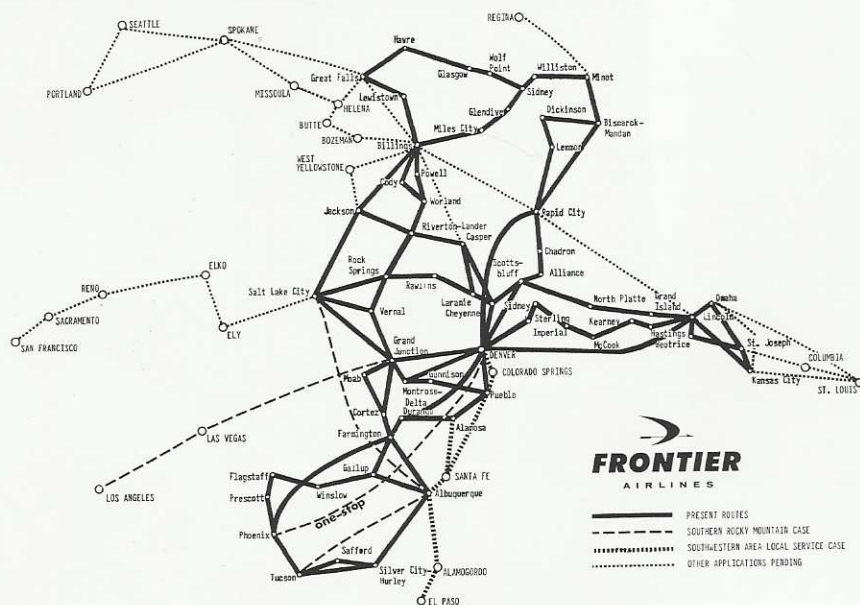 SEATTLE
SPOKANE
REGINA
PORTLAND
Havre
Great Falls
Glasgow
Wolf
Point
Williston
Minot
MISSOULA
HELENA
Lewistown
Sidney
Glendive
Dickinson
BUTTE
BOZEMAN
Miles City
Bismarck-
Mandan
Billings
Lemmon
WEST
YELLOWSTONE
Cody
Powell
Worland
Jackson
Rapid City
Riverton-Lander
Casper
Chadron
Scotts-
bluff
Alliance
ELKO
RENO
Rock
Springs
Rawlins
Salt Lake City
Laramie
Cheyenne
Sidney
North Platte
Grand
Island
Omaha
Lincoln
SACRAMENTO
SAN FRANCISCO
ELY
Vernal
Sterling
Imperial
Kearney
Hastings
Beatrice
St. Joseph
McCook
Grand
Junction
DENVER
COLUMBIA
Kansas City
ST. LOUIS
Moab
Gunnison
Montrose-
Delta
COLORADO SPRINGS
Pueblo
Cortez
Durango
Alamosa
Farmington
LAS VEGAS
LOS ANGELES
Flagstaff
Gallup
SANTA FE
Prescott
Winslow
Albuquerque
one-stop
Phoenix
Safford
Tucson
Silver City-
Hurley
ALAMOGORDO
EL PASO
FRONTIER
AIRLINES
PRESENT ROUTES
SOUTHERN ROCKY MOUNTAIN CASE
SOUTHWESTERN AREA LOCAL SERVICE CASE
OTHER APPLICATIONS PENDING